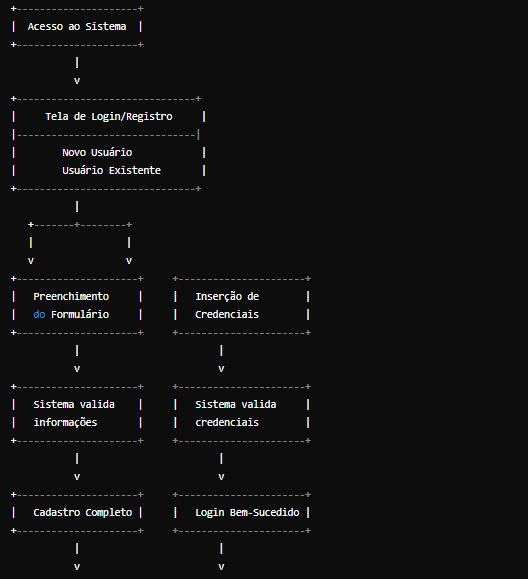 Acesso ao Sistema
v
Tela de Login/Registro
Novo Usuário
Usuário Existente
v v
Preenchimento Inserção de
do Formulário Credenciais
v v
Sistema valida Sistema valida
informações credenciais
v v
Cadastro Completo Login Bem-Sucedido
v v